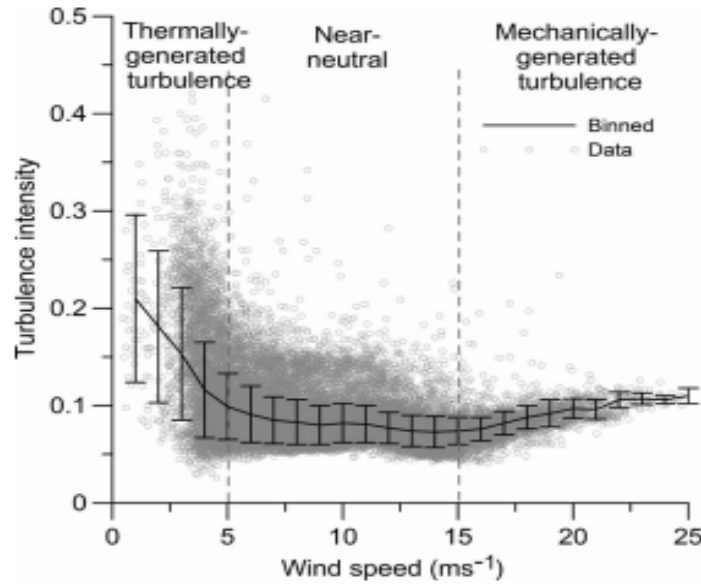 0.5
Thermally-
generated
turbulence
Near-
neutral
Mechanically-
generated
turbulence
Binned
Data
0.4
0.3
0.2
0.1
0
Turbulence intensity
0 5 10 15 20 25
Wind speed (ms⁻¹)